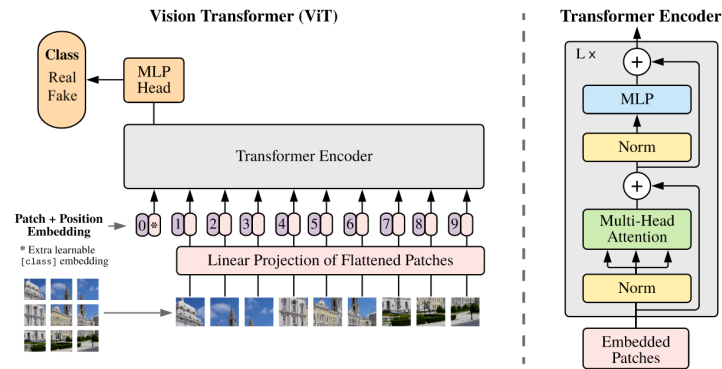 Vision Transformer (ViT)
Class
Real
Fake
MLP
Head
Transformer Encoder
Patch + Position
Embedding
0 * 1 2 3 4 5 6 7 8 9
* Extra learnable
[class] embedding
Linear Projection of Flattened Patches
Transformer Encoder
L ×
+
MLP
Norm
+
Multi-Head
Attention
Norm
Embedded
Patches